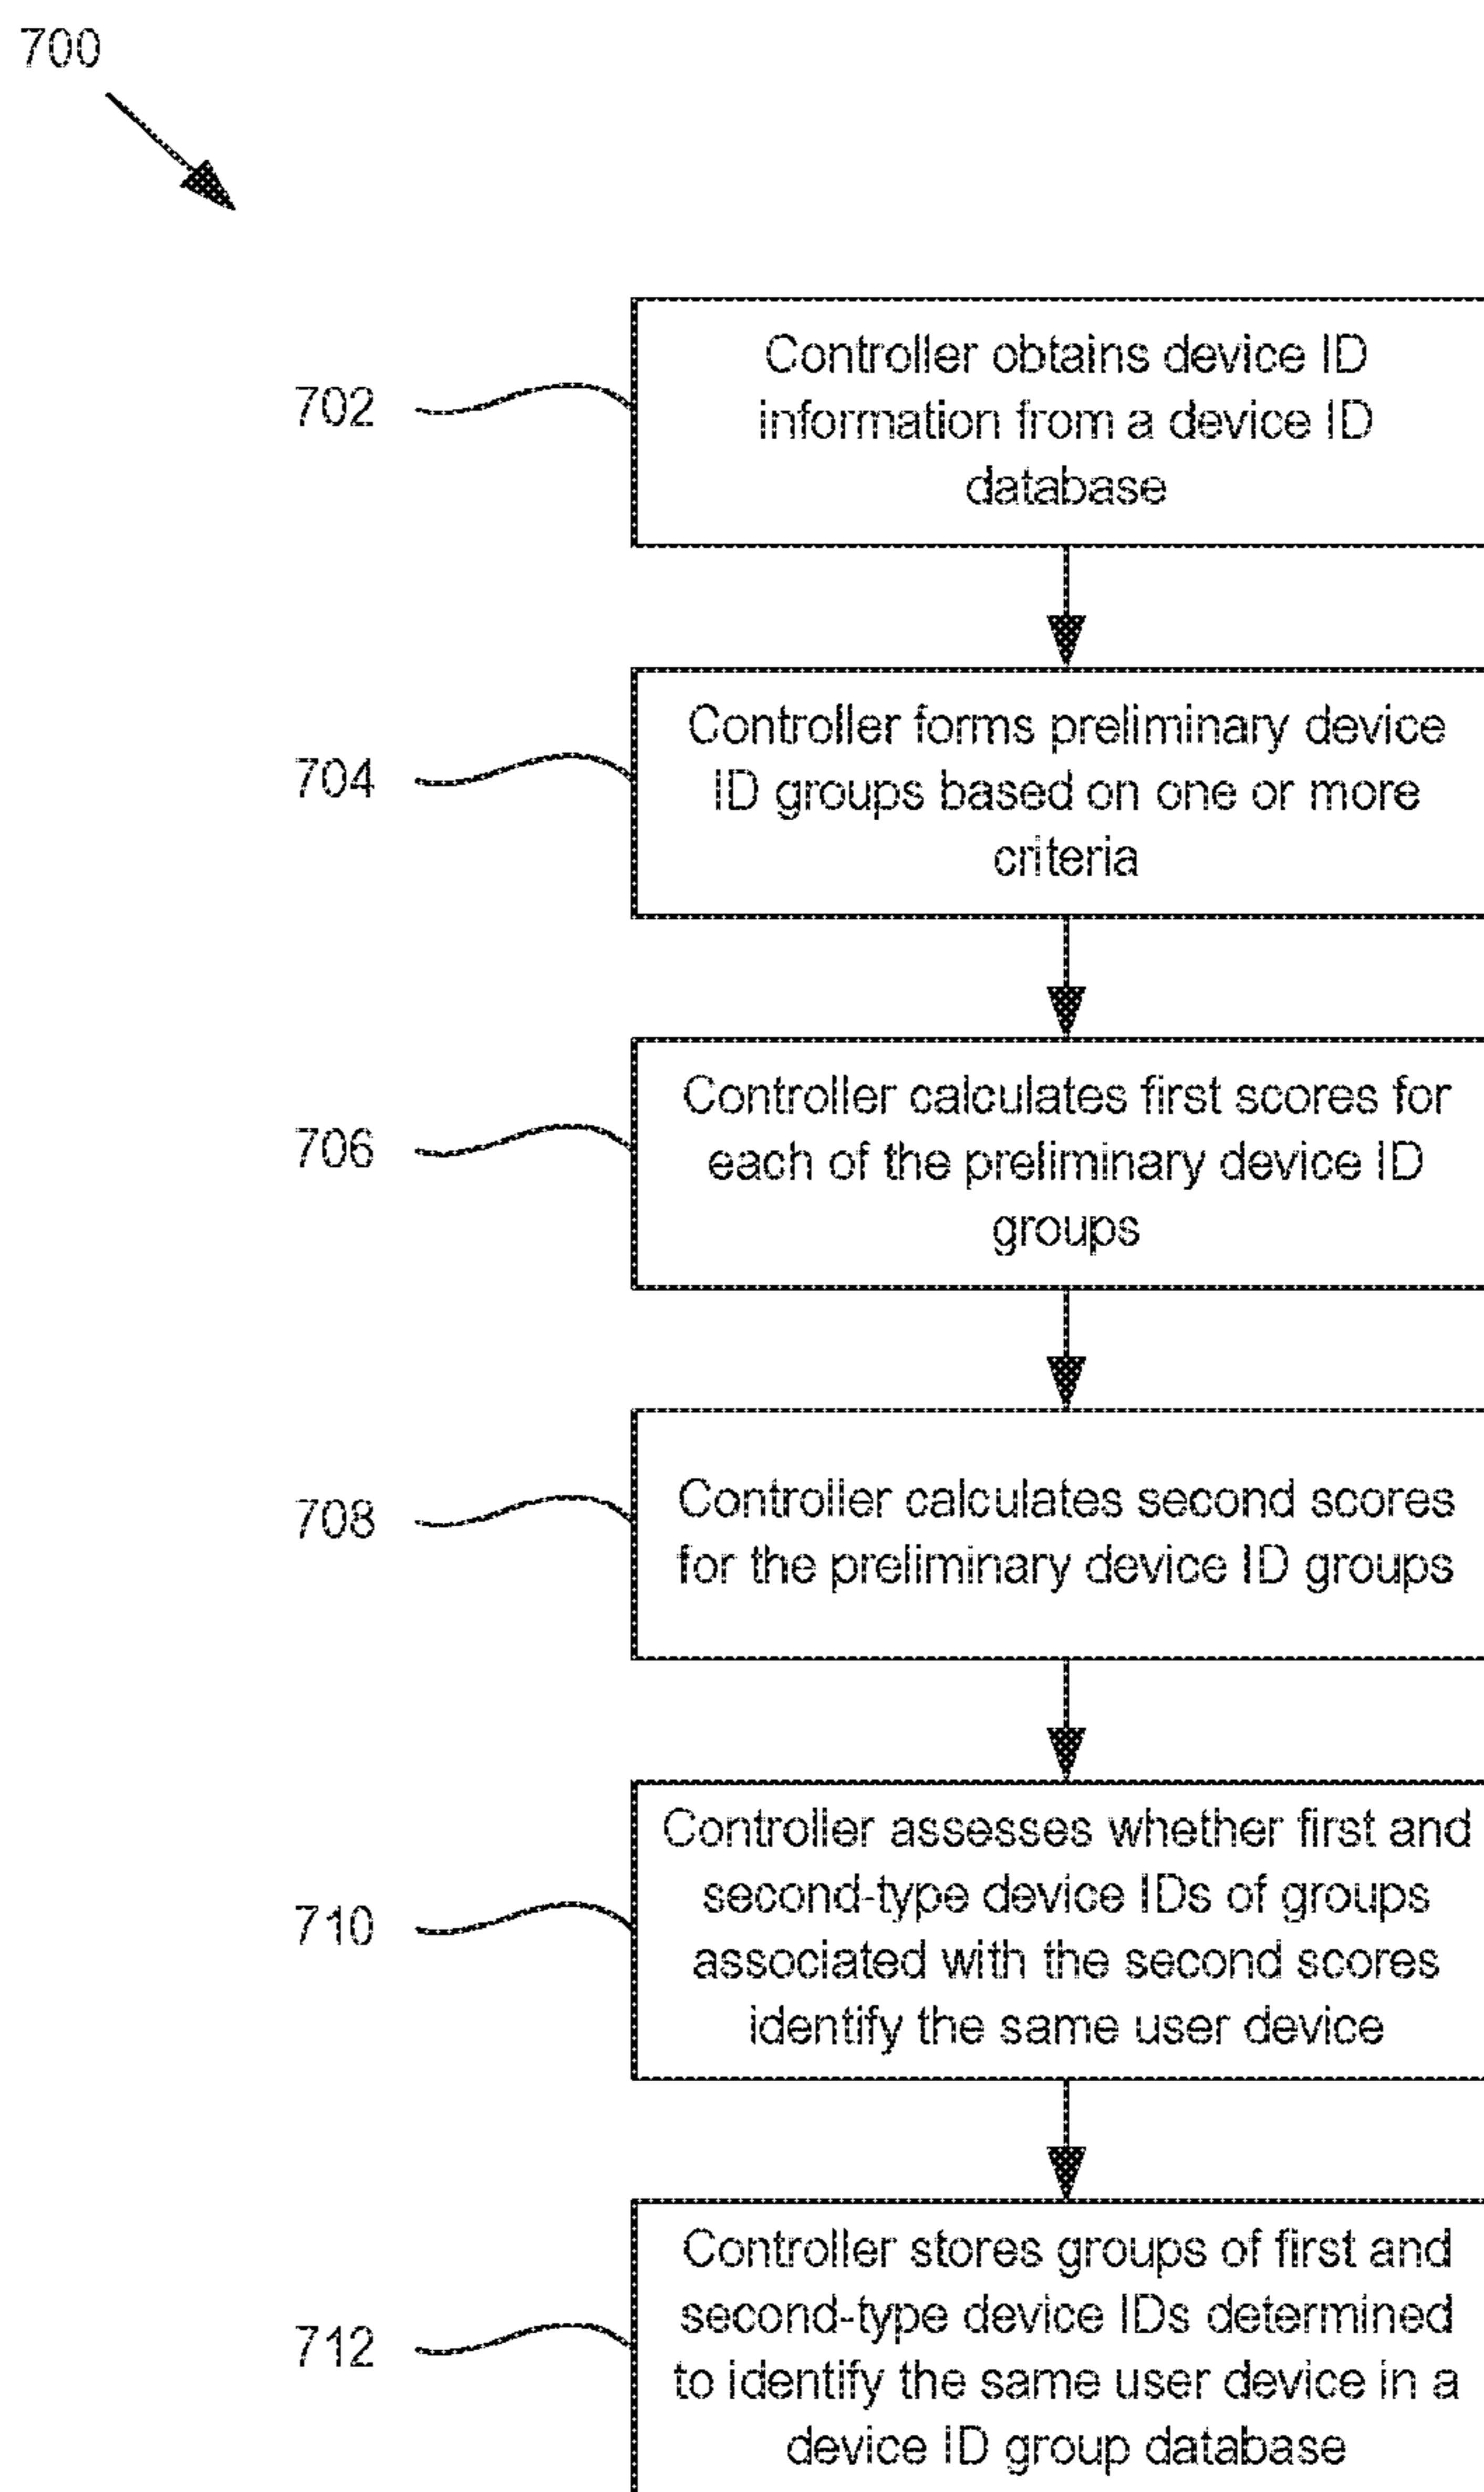 700
702
Controller obtains device ID
information from a device ID
database
704
Controller forms preliminary device
ID groups based on one or more
criteria
706
Controller calculates first scores for
each of the preliminary device ID
groups
708
Controller calculates second scores
for the preliminary device ID groups
710
Controller assesses whether first and
second-type device IDs of groups
associated with the second scores
identify the same user device
712
Controller stores groups of first and
second-type device IDs determined
to identify the same user device in a
device ID group database